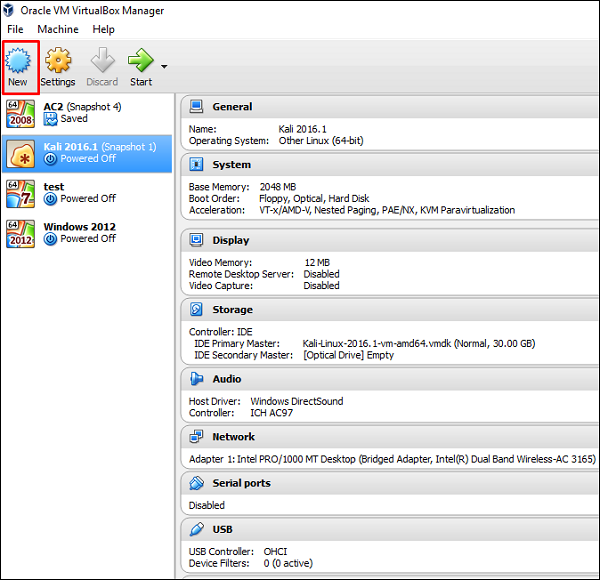 Oracle VM VirtualBox Manager
File Machine Help
New Settings Discard Start
64 2008 AC2 (Snapshot 4)
Saved
Kali 2016.1 (Snapshot 1)
Powered Off
64 7 test
Powered Off
64 2012 Windows 2012
Powered Off
General
Name: Kali 2016.1
Operating System: Other Linux (64-bit)
System
Base Memory: 2048 MB
Boot Order: Floppy, Optical, Hard Disk
Acceleration: VT-x/AMD-V, Nested Paging, PAE/NX, KVM Paravirtualization
Display
Video Memory: 12 MB
Remote Desktop Server: Disabled
Video Capture: Disabled
Storage
Controller: IDE
IDE Primary Master: Kali-Linux-2016.1-vm-amd64.vmdk (Normal, 30.00 GB)
IDE Secondary Master: [Optical Drive] Empty
Audio
Host Driver: Windows DirectSound
Controller: ICH AC97
Network
Adapter 1: Intel PRO/1000 MT Desktop (Bridged Adapter, Intel(R) Dual Band Wireless-AC 3165)
Serial ports
Disabled
USB
USB Controller: OHCI
Device Filters: 0 (0 active)